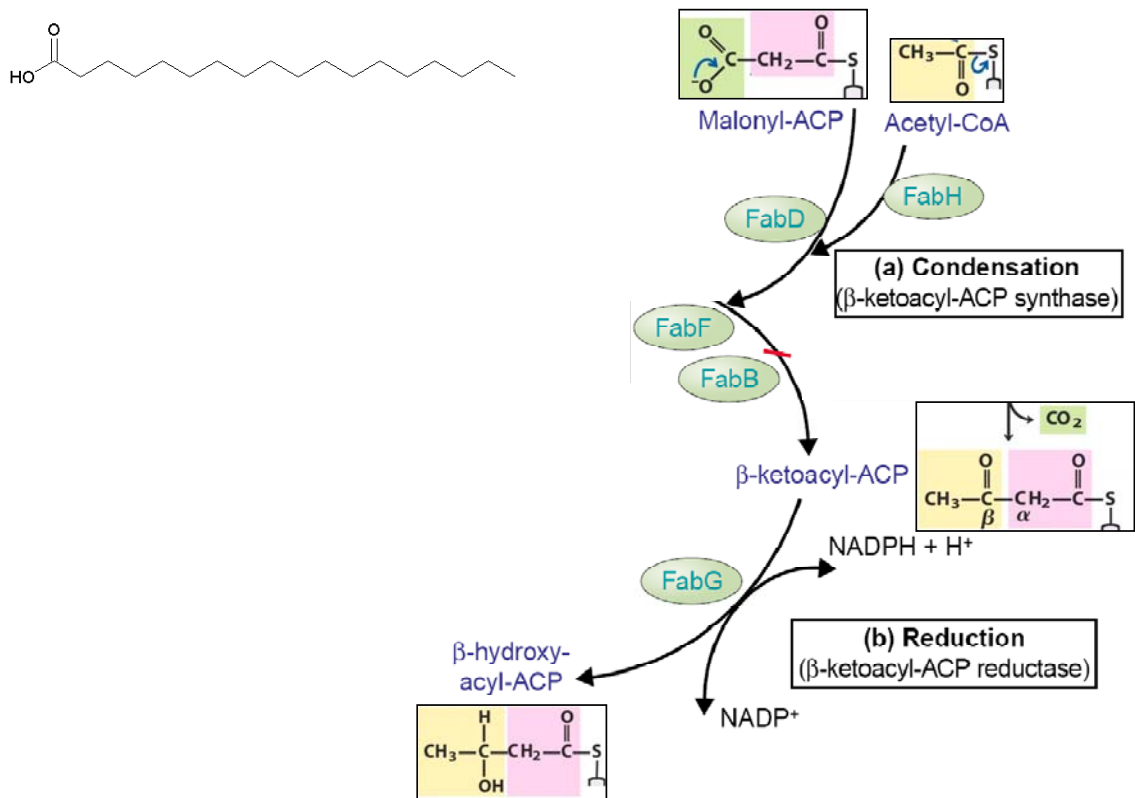 O
HO
O
O
C
CH₂
C
S
⁻O
CH₃
C
S
O
Malonyl-ACP
Acetyl-CoA
FabD
FabH
(a) Condensation
(β-ketoacyl-ACP synthase)
FabF
FabB
CO₂
β-ketoacyl-ACP
O
O
CH₃—C—CH₂—C—S
β
α
NADPH + H⁺
FabG
(b) Reduction
(β-ketoacyl-ACP reductase)
β-hydroxy-
acyl-ACP
NADP⁺
H
O
CH₃—C—CH₂—C—S
OH